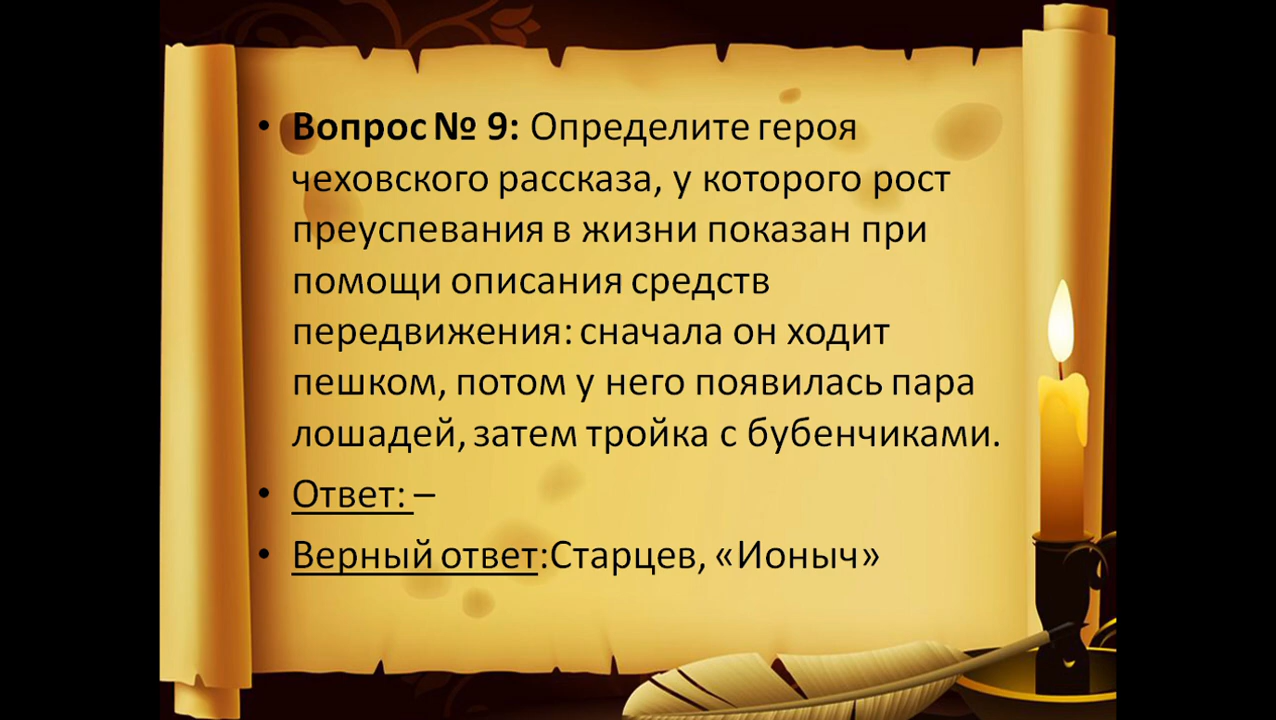 • Вопрос № 9: Определите героя
чеховского рассказа, у которого рост
преуспевания в жизни показан при
помощи описания средств
передвижения: сначала он ходит
пешком, потом у него появилась пара
лошадей, затем тройка с бубенчиками.
• Ответ: –
• Верный ответ:Старцев, «Ионыч»